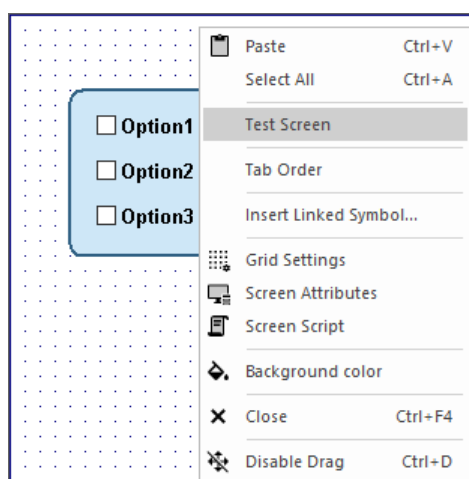 Paste Ctrl+V
Select All Ctrl+A
Option1 Test Screen
Option2 Tab Order
Option3 Insert Linked Symbol...
Grid Settings
Screen Attributes
Screen Script
Background color
Close Ctrl+F4
Disable Drag Ctrl+D